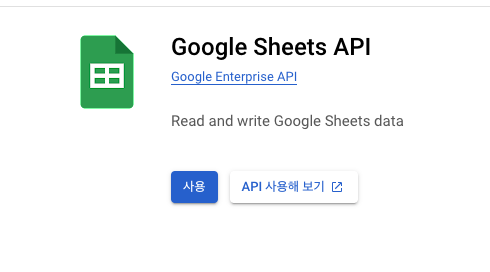 Google Sheets API
Google Enterprise API
Read and write Google Sheets data
사용
API 사용해 보기